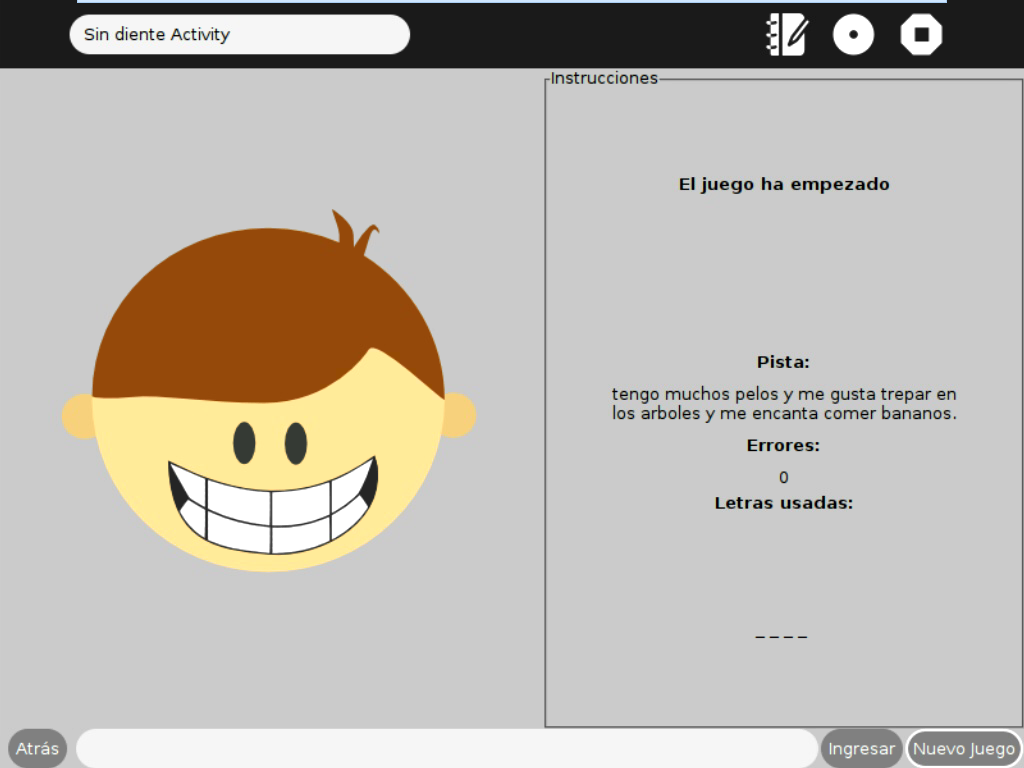 Sin diente Activity
Instrucciones
El juego ha empezado
Pista:
tengo muchos pelos y me gusta trepar en
los arboles y me encanta comer bananos.
Errores:
0
Letras usadas:
_ _ _ _
Atrás
Ingresar
Nuevo Juego